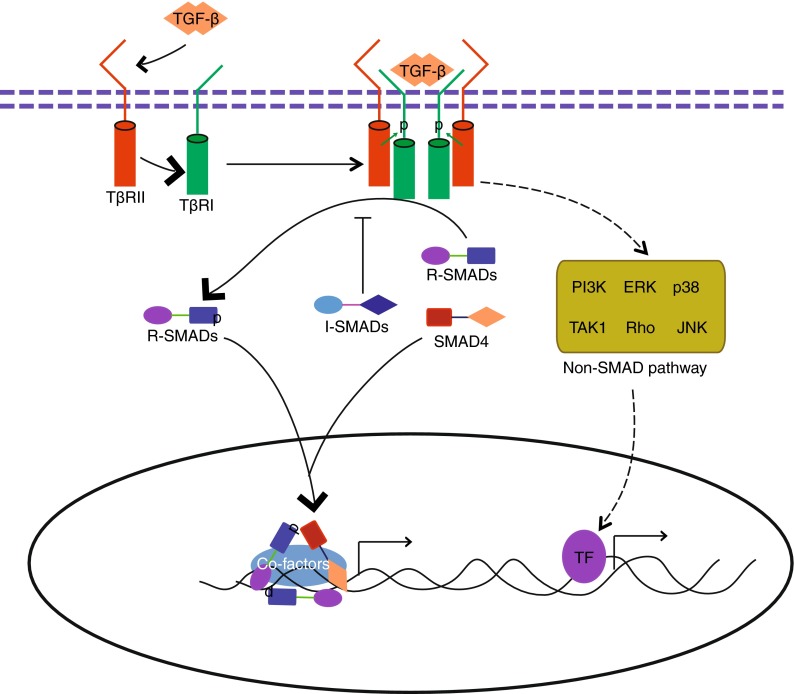 TGF-β
TGF-β
p
p
TβRII
TβRI
R-SMADs
R-SMADs
p
I-SMADs
SMAD4
PI3K ERK p38
TAK1 Rho JNK
Non-SMAD pathway
p
Co-factors
p
TF